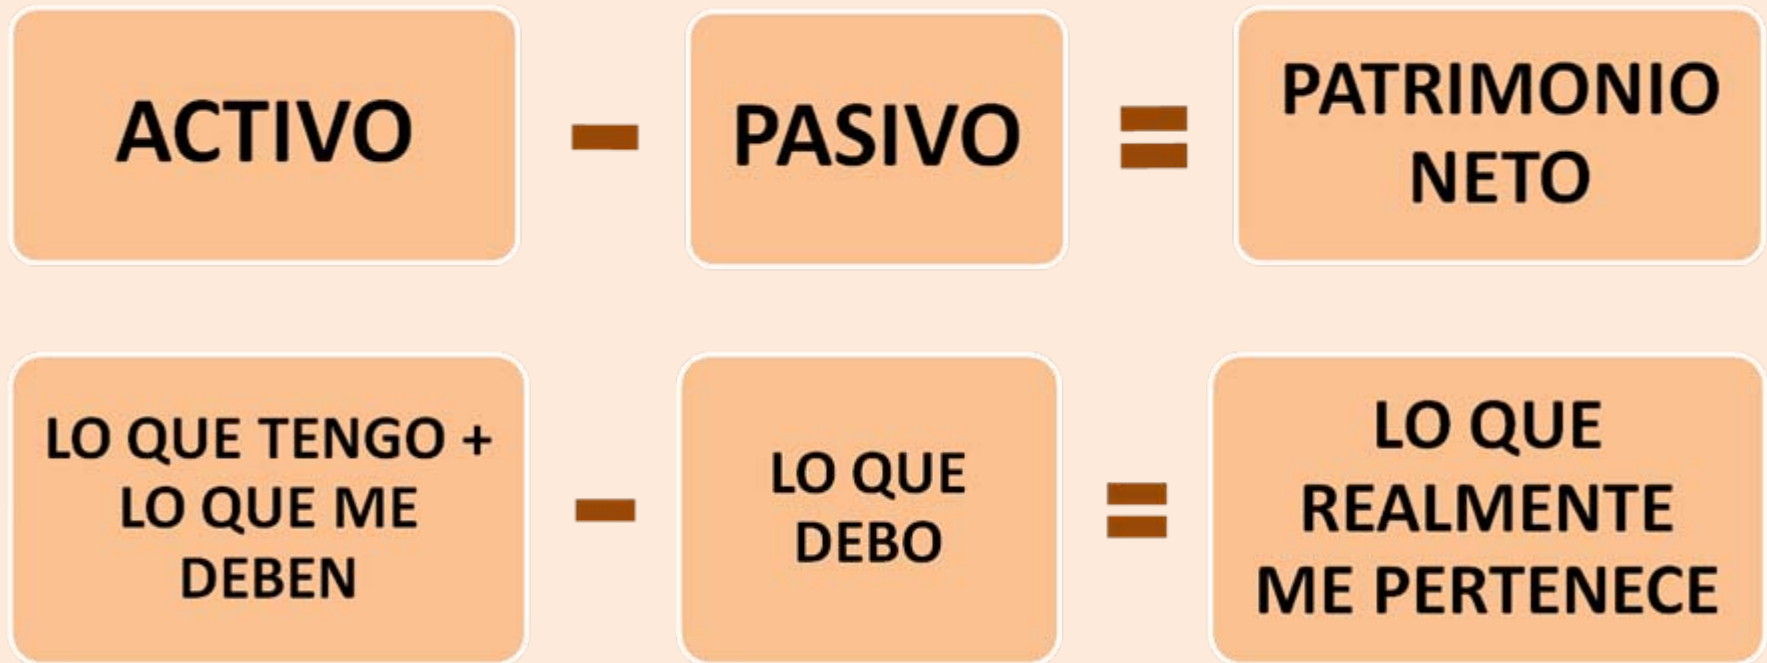 ACTIVO - PASIVO = PATRIMONIO
NETO
LO QUE TENGO +
LO QUE ME
DEBEN
-
LO QUE
DEBO
=
LO QUE
REALMENTE
ME PERTENECE